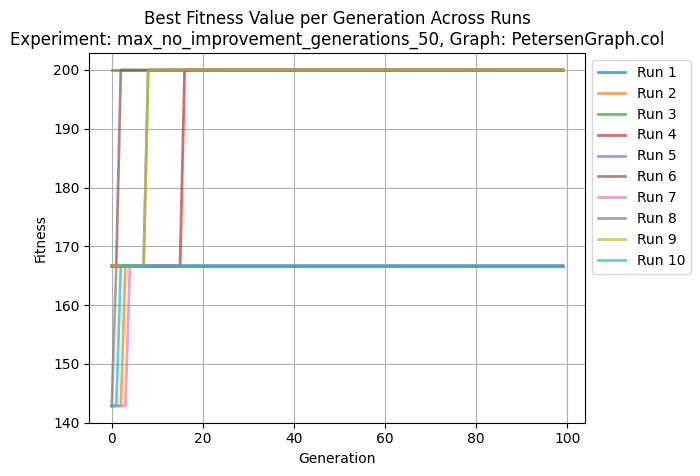 Best Fitness Value per Generation Across Runs
Experiment: max_no_improvement_generations_50, Graph: PetersenGraph.col
Fitness
200
190
180
170
160
150
140
0
20
40
60
80
100
Generation
Run 1
Run 2
Run 3
Run 4
Run 5
Run 6
Run 7
Run 8
Run 9
Run 10